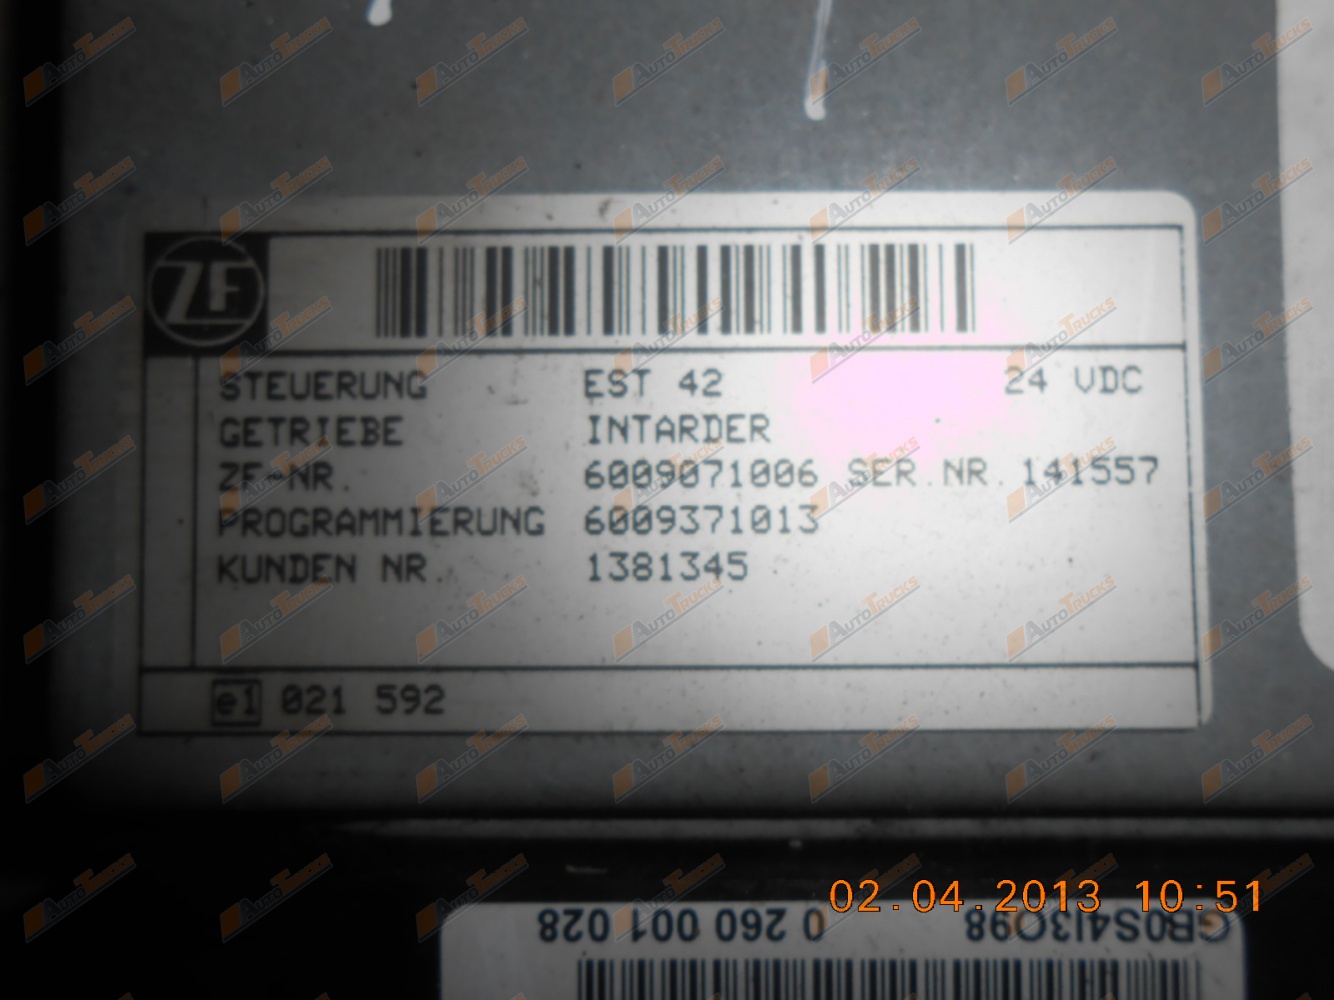 ZF
STEUERUNG EST 42 24 VDC
GETRIEBE INTARDER
ZF-NR. 6009071006 SER.NR. 141557
PROGRAMMIERUNG 6009371013
KUNDEN NR. 1381345
e1 021 592
02.04.2013 10:51
0 260 001 028
AUTOTRUCKS